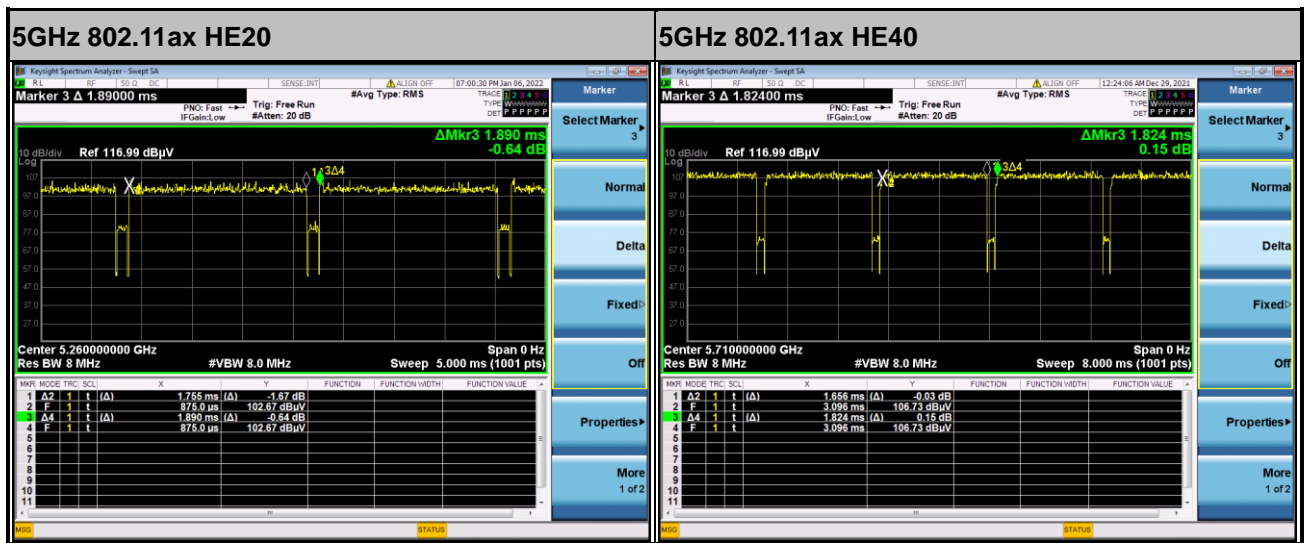 5GHz 802.11ax HE20
Keysight Spectrum Analyzer - Swept SA
RL RF 50 Ω DC SENSE:INT ALIGN OFF 07:00:30 PM Jan 06, 2022
Marker 3 Δ 1.89000 ms
#Avg Type: RMS
TRACE 1 2 3 4 5 6
TYPE W
DET P P P P P P
PNO: Fast
IFGain:Low
Trig: Free Run
#Atten: 20 dB
ΔMkr3 1.890 ms
-0.64 dB
10 dB/div Ref 116.99 dBµV
Log
107
97.0
87.0
77.0
67.0
57.0
47.0
37.0
27.0
3Δ4
Center 5.260000000 GHz Span 0 Hz
Res BW 8 MHz #VBW 8.0 MHz Sweep 5.000 ms (1001 pts)
MKR MODE TRC SCL X Y FUNCTION FUNCTION WIDTH FUNCTION VALUE
1 Δ2 1 t (Δ) 1.755 ms (Δ) -1.67 dB
2 F 1 t 875.0 µs 102.67 dBµV
3 Δ4 1 t (Δ) 1.890 ms (Δ) -0.64 dB
4 F 1 t 875.0 µs 102.67 dBµV
5
6
7
8
9
10
11
MSG STATUS
Marker
Select Marker
3
Normal
Delta
Fixed
Off
Properties
More
1 of 2
5GHz 802.11ax HE40
Keysight Spectrum Analyzer - Swept SA
RL RF 50 Ω DC SENSE:INT ALIGN OFF 12:24:06 AM Dec 29, 2021
Marker 3 Δ 1.82400 ms
#Avg Type: RMS
TRACE 1 2 3 4 5 6
TYPE W
DET P P P P P P
PNO: Fast
IFGain:Low
Trig: Free Run
#Atten: 20 dB
ΔMkr3 1.824 ms
0.15 dB
10 dB/div Ref 116.99 dBµV
Log
107
97.0
87.0
77.0
67.0
57.0
47.0
37.0
27.0
3Δ4
Center 5.710000000 GHz Span 0 Hz
Res BW 8 MHz #VBW 8.0 MHz Sweep 8.000 ms (1001 pts)
MKR MODE TRC SCL X Y FUNCTION FUNCTION WIDTH FUNCTION VALUE
1 Δ2 1 t (Δ) 1.656 ms (Δ) -0.03 dB
2 F 1 t 3.096 ms 106.73 dBµV
3 Δ4 1 t (Δ) 1.824 ms (Δ) 0.15 dB
4 F 1 t 3.096 ms 106.73 dBµV
5
6
7
8
9
10
11
MSG STATUS
Marker
Select Marker
3
Normal
Delta
Fixed
Off
Properties
More
1 of 2